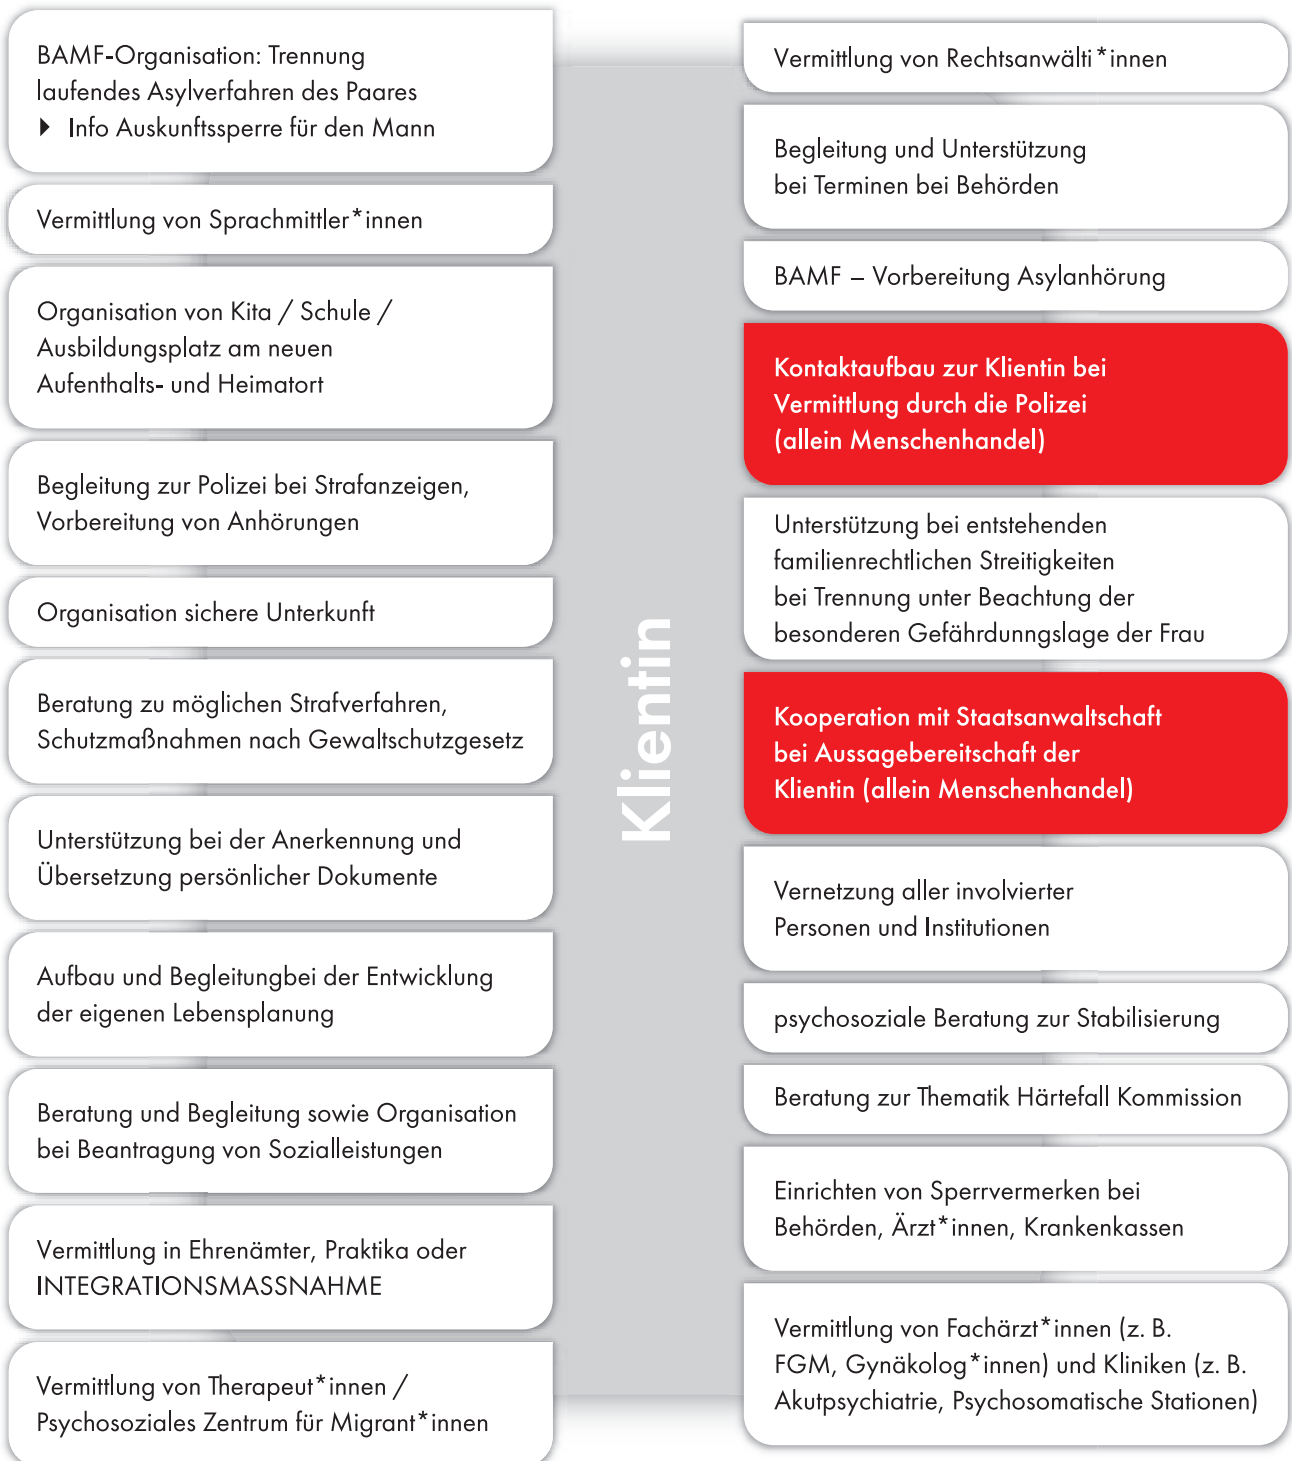 BAMF-Organisation: Trennung
laufendes Asylverfahren des Paares
▸ Info Auskunftssperre für den Mann
Vermittlung von Sprachmittler*innen
Organisation von Kita / Schule /
Ausbildungsplatz am neuen
Aufenthalts- und Heimatort
Begleitung zur Polizei bei Strafanzeigen,
Vorbereitung von Anhörungen
Organisation sichere Unterkunft
Beratung zu möglichen Strafverfahren,
Schutzmaßnahmen nach Gewaltschutzgesetz
Unterstützung bei der Anerkennung und
Übersetzung persönlicher Dokumente
Aufbau und Begleitungbei der Entwicklung
der eigenen Lebensplanung
Beratung und Begleitung sowie Organisation
bei Beantragung von Sozialleistungen
Vermittlung in Ehrenämter, Praktika oder
INTEGRATIONSMASSNAHME
Vermittlung von Therapeut*innen /
Psychosoziales Zentrum für Migrant*innen
Klientin
Vermittlung von Rechtsanwälti*innen
Begleitung und Unterstützung
bei Terminen bei Behörden
BAMF – Vorbereitung Asylanhörung
Kontaktaufbau zur Klientin bei
Vermittlung durch die Polizei
(allein Menschenhandel)
Unterstützung bei entstehenden
familienrechtlichen Streitigkeiten
bei Trennung unter Beachtung der
besonderen Gefährdunngslage der Frau
Kooperation mit Staatsanwaltschaft
bei Aussagebereitschaft der
Klientin (allein Menschenhandel)
Vernetzung aller involvierter
Personen und Institutionen
psychosoziale Beratung zur Stabilisierung
Beratung zur Thematik Härtefall Kommission
Einrichten von Sperrvermerken bei
Behörden, Ärzt*innen, Krankenkassen
Vermittlung von Fachärzt*innen (z. B.
FGM, Gynäkolog*innen) und Kliniken (z. B.
Akutpsychiatrie, Psychosomatische Stationen)